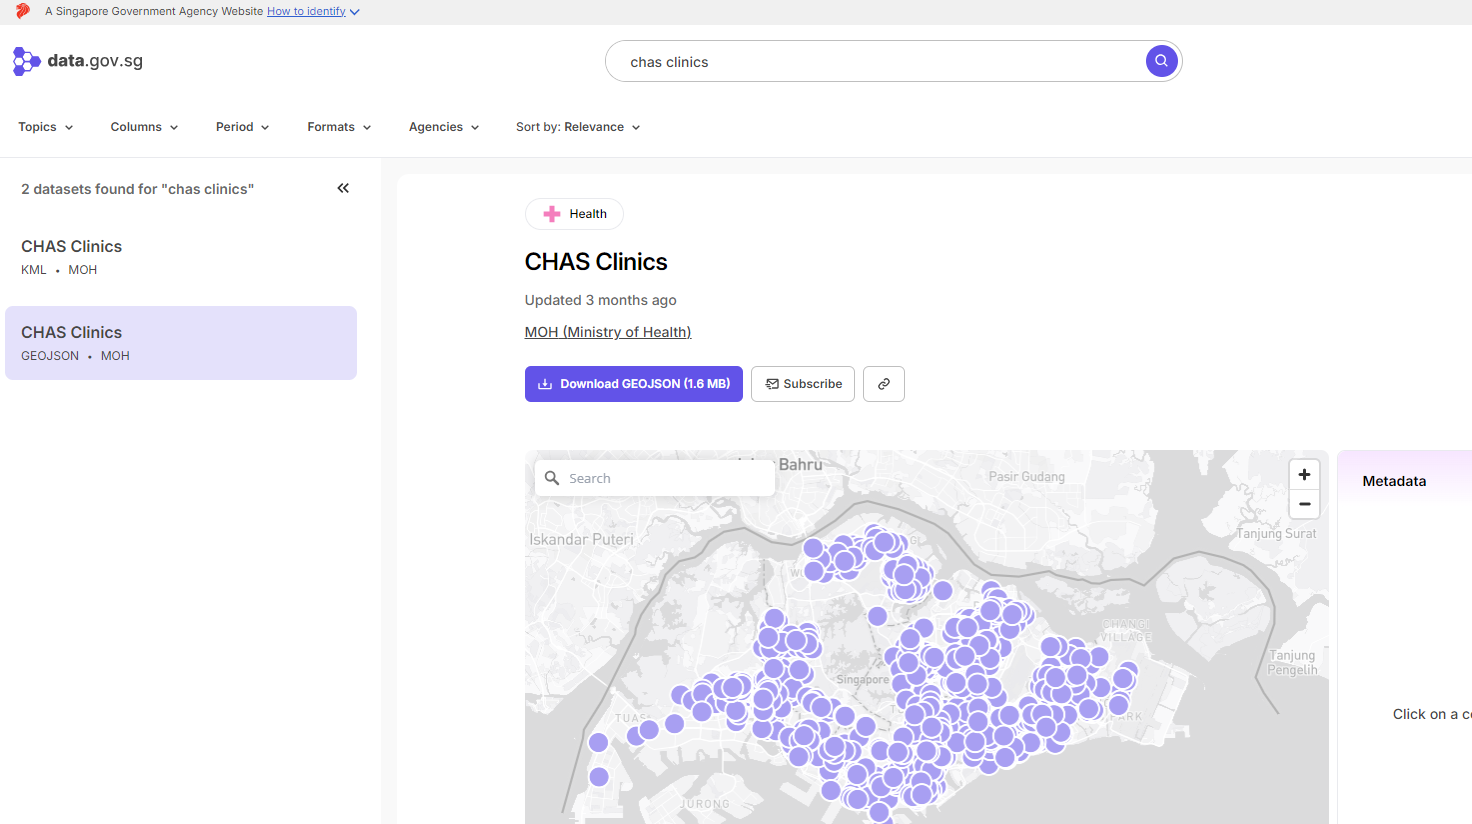 A Singapore Government Agency Website How to identify
data.gov.sg
chas clinics
Topics
Columns
Period
Formats
Agencies
Sort by: Relevance
2 datasets found for "chas clinics"
CHAS Clinics
KML • MOH
CHAS Clinics
GEOJSON • MOH
Health
CHAS Clinics
Updated 3 months ago
MOH (Ministry of Health)
Download GEOJSON (1.6 MB)
Subscribe
Search
Bahru
Pasir Gudang
Iskandar Puteri
Tanjung Surat
CHANGI
VILLAGE
Tanjung
Pengelih
Singapore
TUAS
PARK
JURONG
Metadata
Click on a